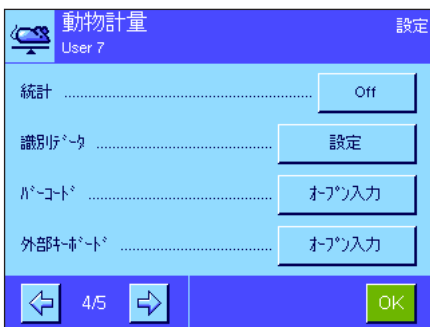 動物計量
設定
User 7
統計 ........................................................................ Off
識別ﾃﾞｰﾀ ............................................ 設定
ﾊﾞｰｺｰﾄﾞ ................................................... ｵｰﾌﾟﾝ入力
外部ｷｰﾎﾞｰﾄﾞ ........................................... ｵｰﾌﾟﾝ入力
4/5
OK